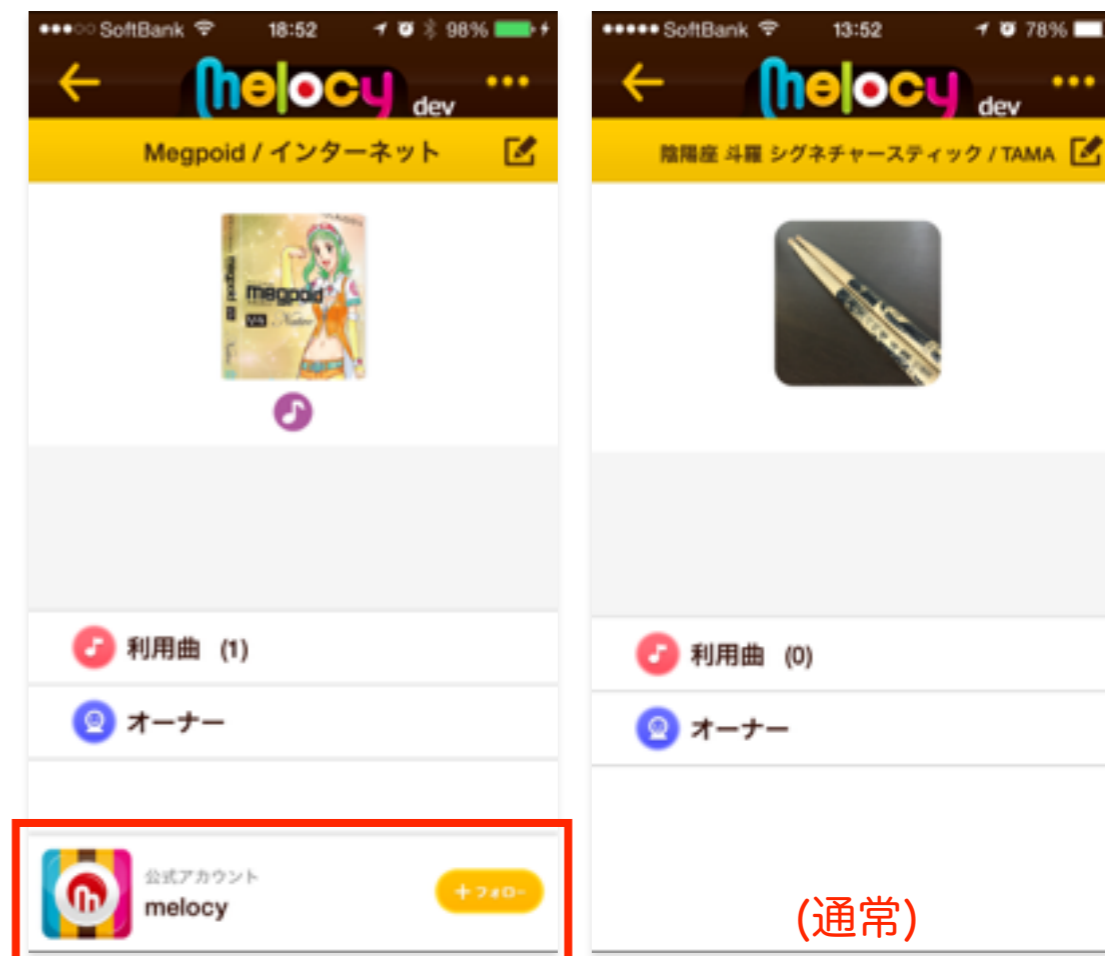 SoftBank 18:52 98%
melocy dev
Megpoid / インターネット
megpoid
megpoid
V4 Native
利用曲 (1)
オーナー
公式アカウント
melocy
+フォロー
SoftBank 13:52 78%
melocy dev
陰陽座 斗羅 シグネチャースティック / TAMA
利用曲 (0)
オーナー
(通常)